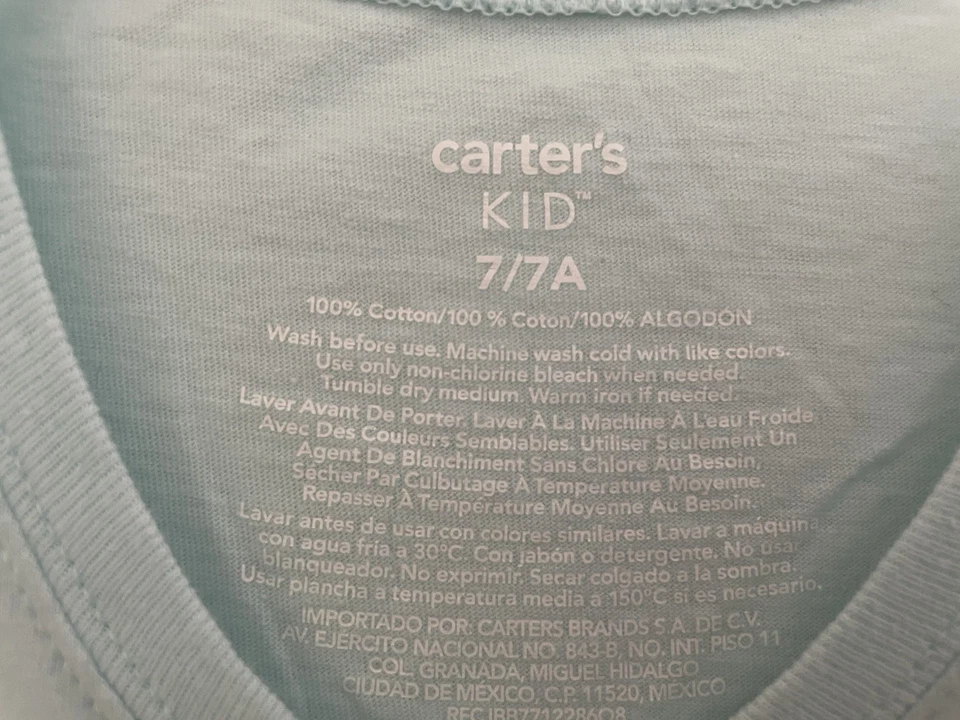 carter's
KID™
7/7A
100% Cotton/100 % Coton/100% ALGODÓN
Wash before use. Machine wash cold with like colors.
Use only non-chlorine bleach when needed.
Tumble dry medium. Warm iron if needed.
Laver Avant De Porter. Laver À La Machine À L'eau Froide
Avec Des Couleurs Semblables. Utiliser Seulement Un
Agent De Blanchiment Sans Chlore Au Besoin.
Sécher Par Culbutage À Temperature Moyenne.
Repasser À Température Moyenne Au Besoin.
Lavar antes de usar con colores similares. Lavar a máquina
con agua fria a 30°C. Con jabón o detergente. No usar
blanqueador. No exprimir. Secar colgado a la sombra.
Usar plancha a temperatura media a 150°C si es necesario.
IMPORTADO POR: CARTERS BRANDS S.A. DE C.V.
AV. EJÉRCITO NACIONAL NO. 843-B, NO. INT. PISO 11
COL. GRANADA, MIGUEL HIDALGO
CIUDAD DE MÉXICO, C.P. 11520, MEXICO